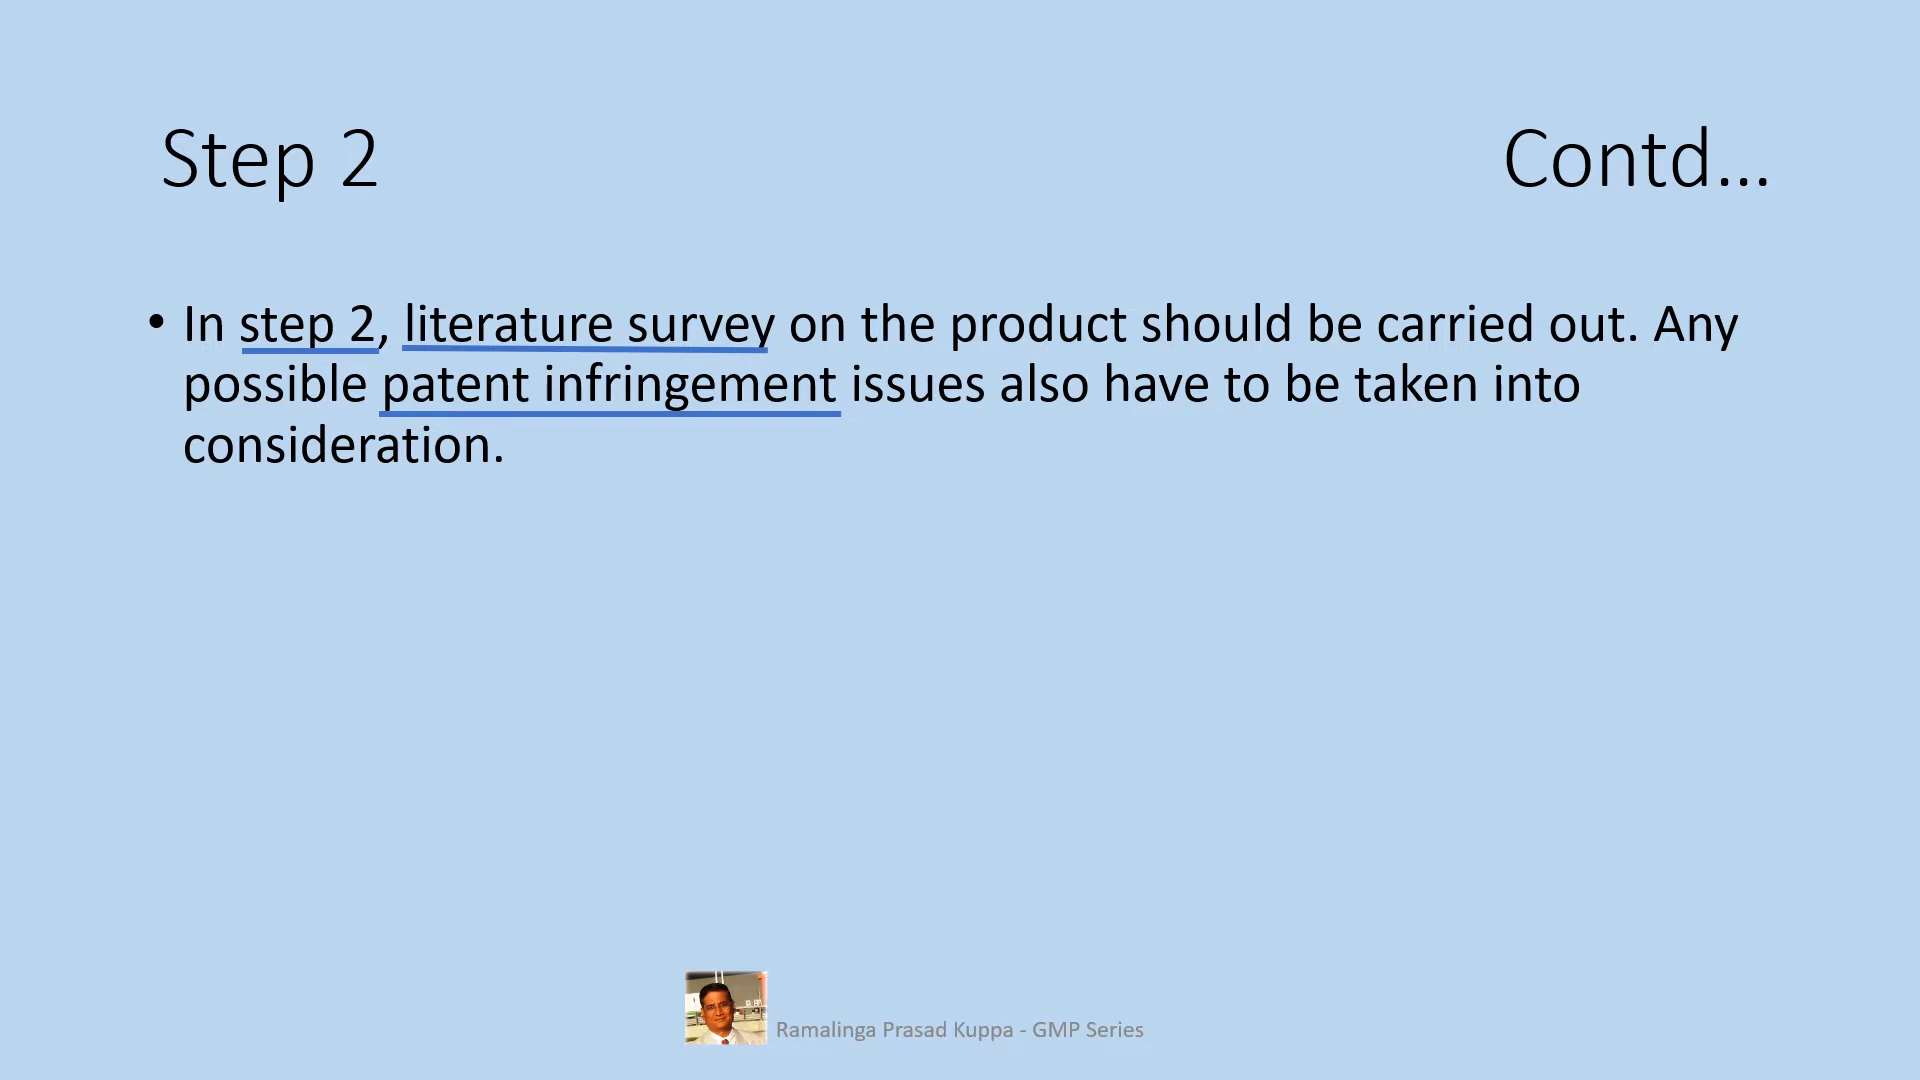 Step 2 Contd...
• In step 2, literature survey on the product should be carried out. Any
possible patent infringement issues also have to be taken into
consideration.
Ramalinga Prasad Kuppa - GMP Series